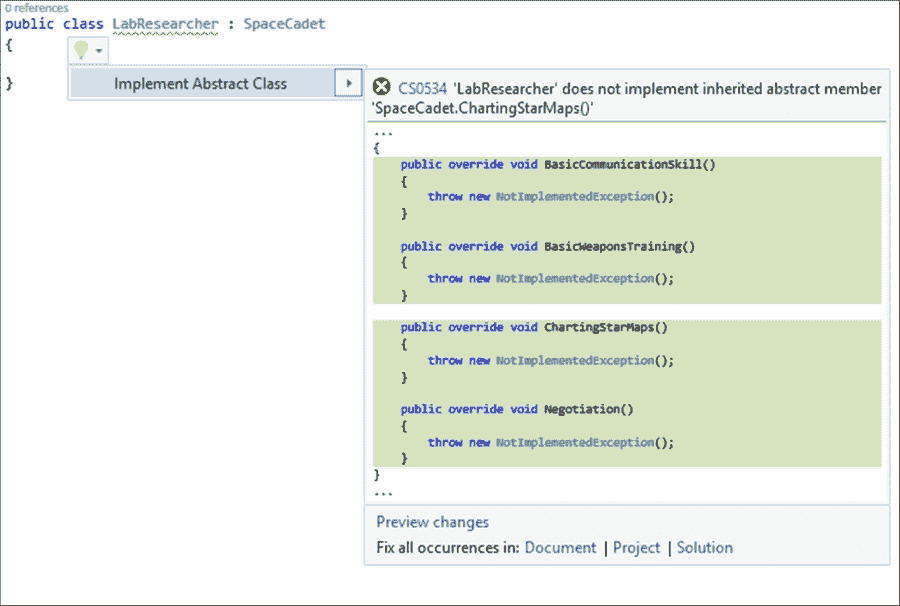 0 references
public class LabResearcher : SpaceCadet
{
}
Implement Abstract Class
CS0534 'LabResearcher' does not implement inherited abstract member
'SpaceCadet.ChartingStarMaps()'
...
{
public override void BasicCommunicationSkill()
{
throw new NotImplementedException();
}
public override void BasicWeaponsTraining()
{
throw new NotImplementedException();
}
public override void ChartingStarMaps()
{
throw new NotImplementedException();
}
public override void Negotiation()
{
throw new NotImplementedException();
}
}
...
Preview changes
Fix all occurrences in: Document | Project | Solution